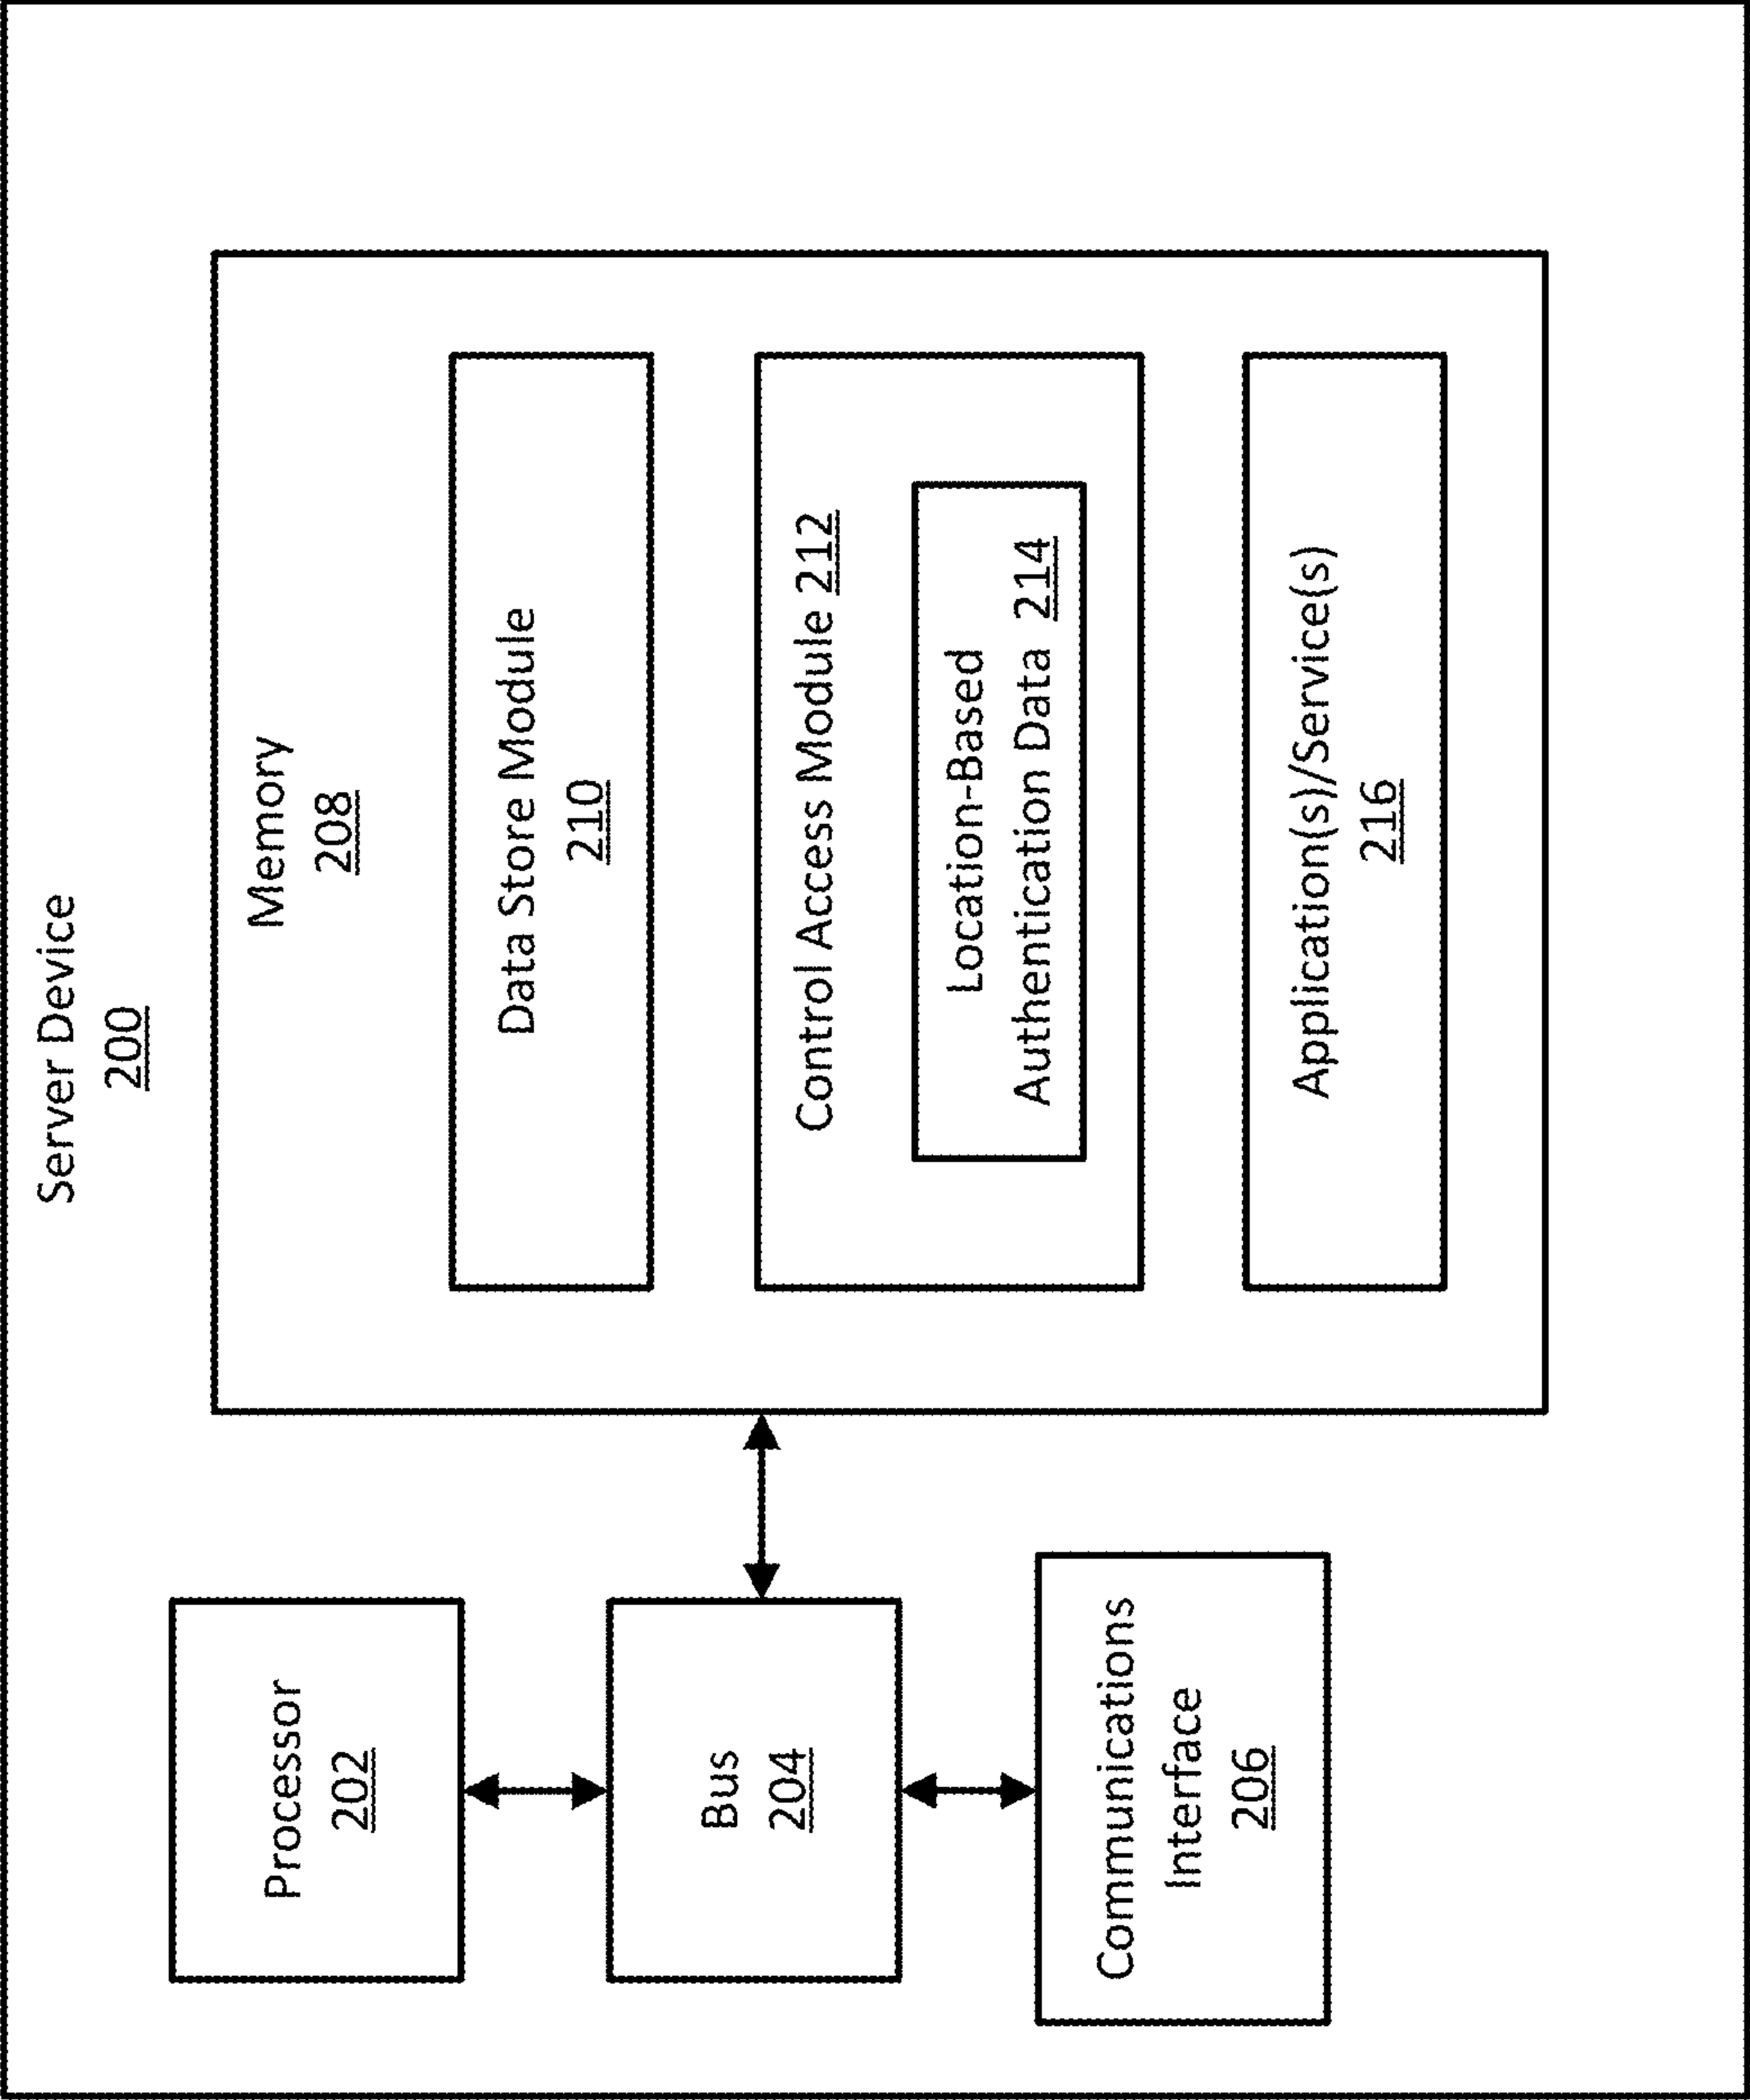 Server Device
200
Processor
202
Bus
204
Communications
Interface
206
Memory
208
Data Store Module
210
Control Access Module 212
Location-Based
Authentication Data 214
Application(s)/Service(s)
216